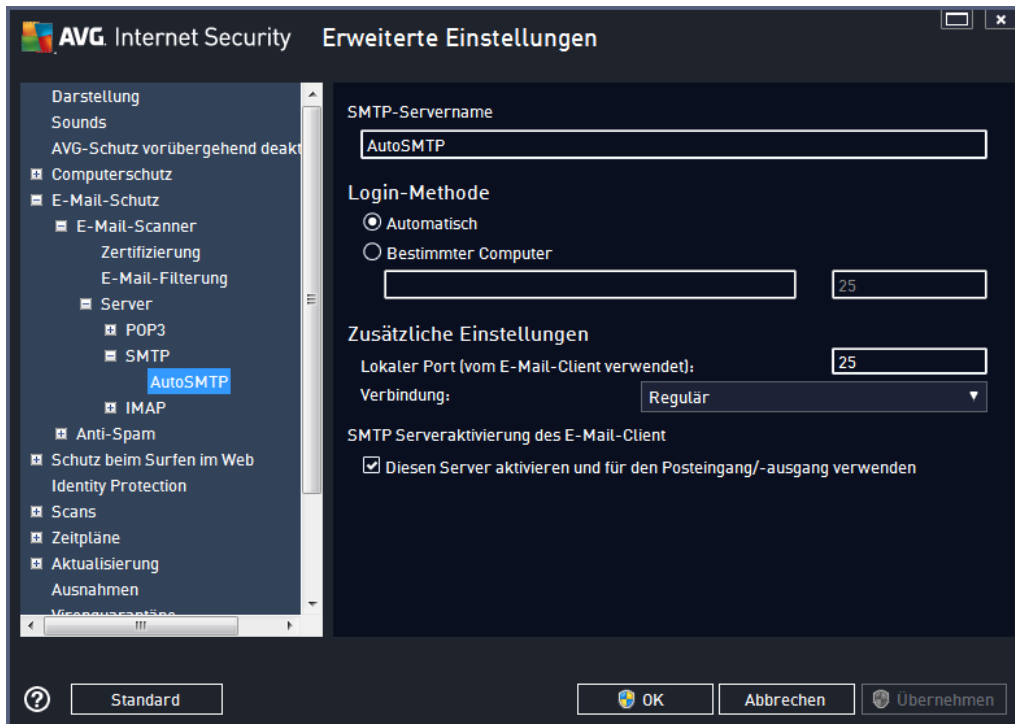 AVG. Internet Security
Erweiterte Einstellungen
Darstellung
Sounds
AVG-Schutz vorübergehend deakt
Computerschutz
E-Mail-Schutz
E-Mail-Scanner
Zertifizierung
E-Mail-Filterung
Server
POP3
SMTP
AutoSMTP
IMAP
Anti-Spam
Schutz beim Surfen im Web
Identity Protection
Scans
Zeitpläne
Aktualisierung
Ausnahmen
Virenquarantäne
SMTP-Servername
AutoSMTP
Login-Methode
Automatisch
Bestimmter Computer
25
Zusätzliche Einstellungen
Lokaler Port (vom E-Mail-Client verwendet): 25
Verbindung: Regulär
SMTP Serveraktivierung des E-Mail-Client
Diesen Server aktivieren und für den Posteingang/-ausgang verwenden
? Standard OK Abbrechen Übernehmen